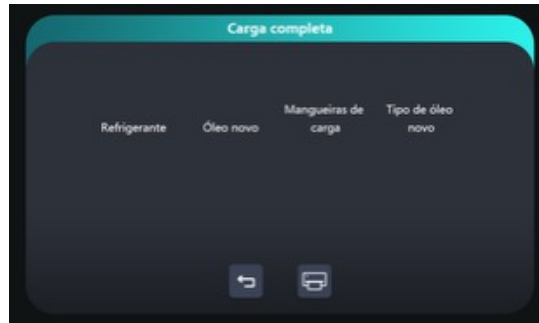 Carga completa
Refrigerante
Óleo novo
Mangueiras de
carga
Tipo de óleo
novo